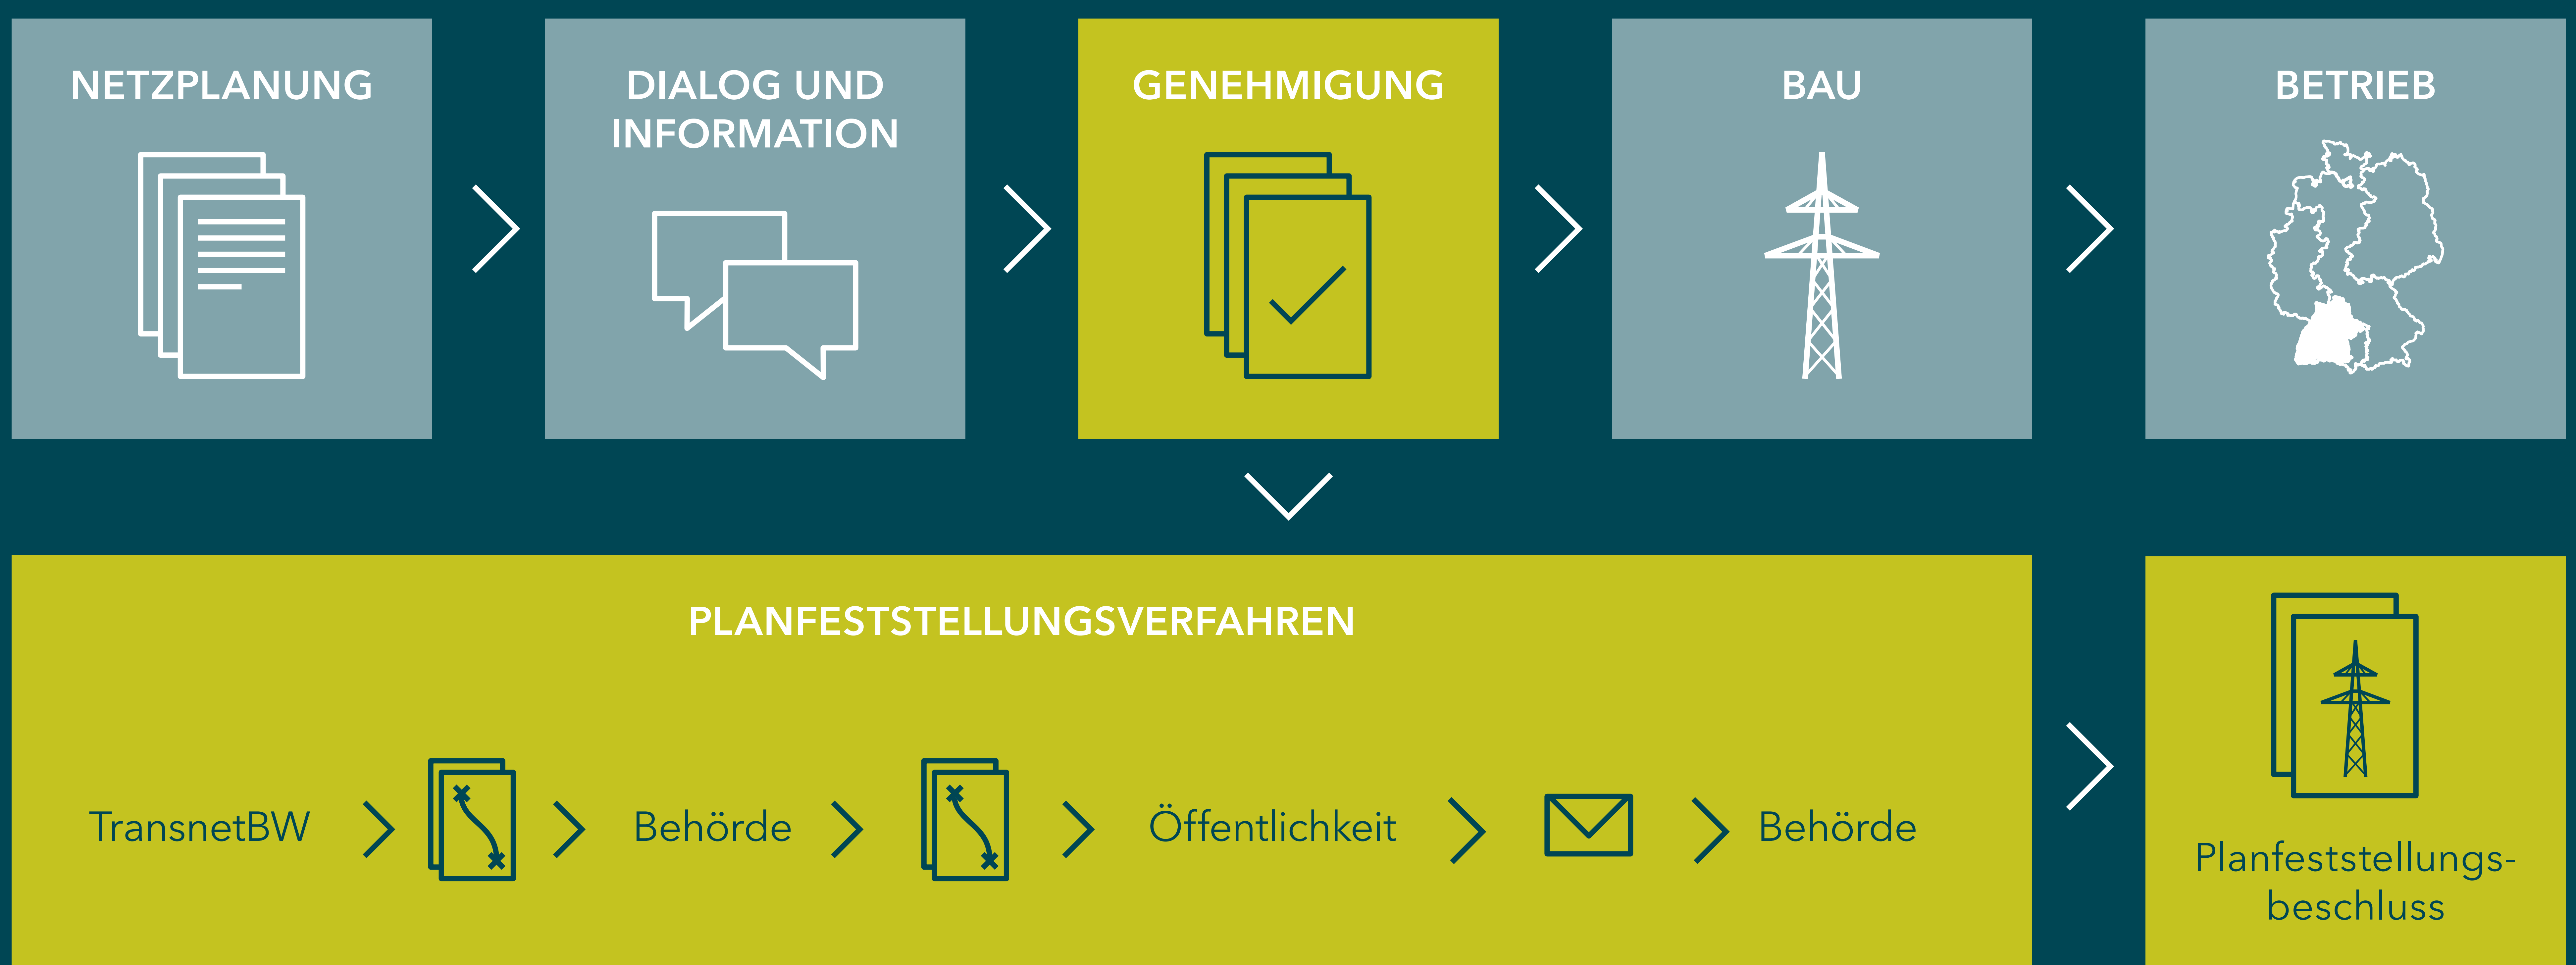 NETZPLANUNG
DIALOG UND
INFORMATION
GENEHMIGUNG
BAU
BETRIEB
PLANFESTSTELLUNGSVERFAHREN
TransnetBW
Behörde
Öffentlichkeit
Behörde
Planfeststellungs-
beschluss